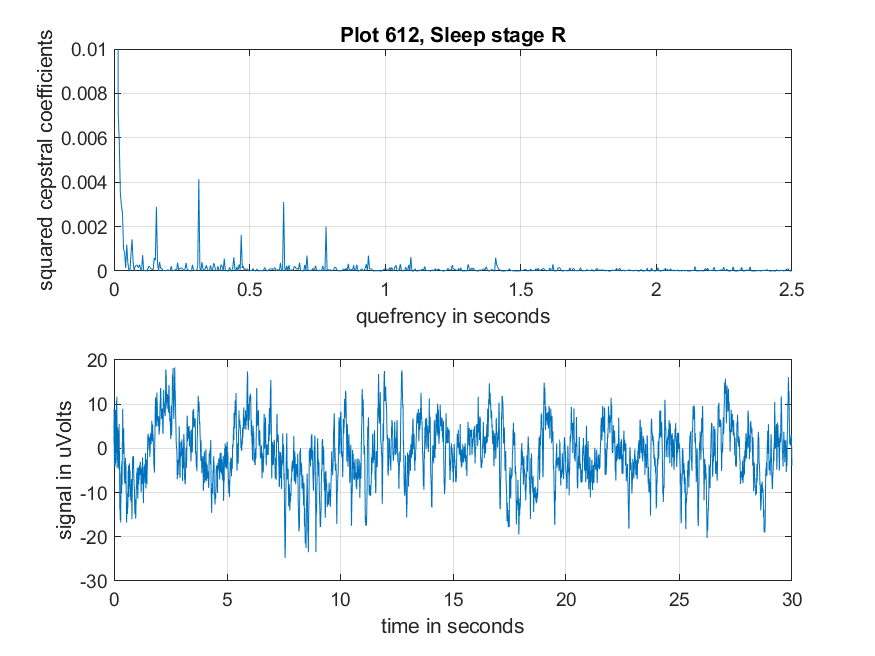 Plot 612, Sleep stage R
squared cepstral coefficients
0.01
0.008
0.006
0.004
0.002
0
0 0.5 1 1.5 2 2.5
quefrency in seconds
signal in uVolts
20
10
0
-10
-20
-30
0 5 10 15 20 25 30
time in seconds